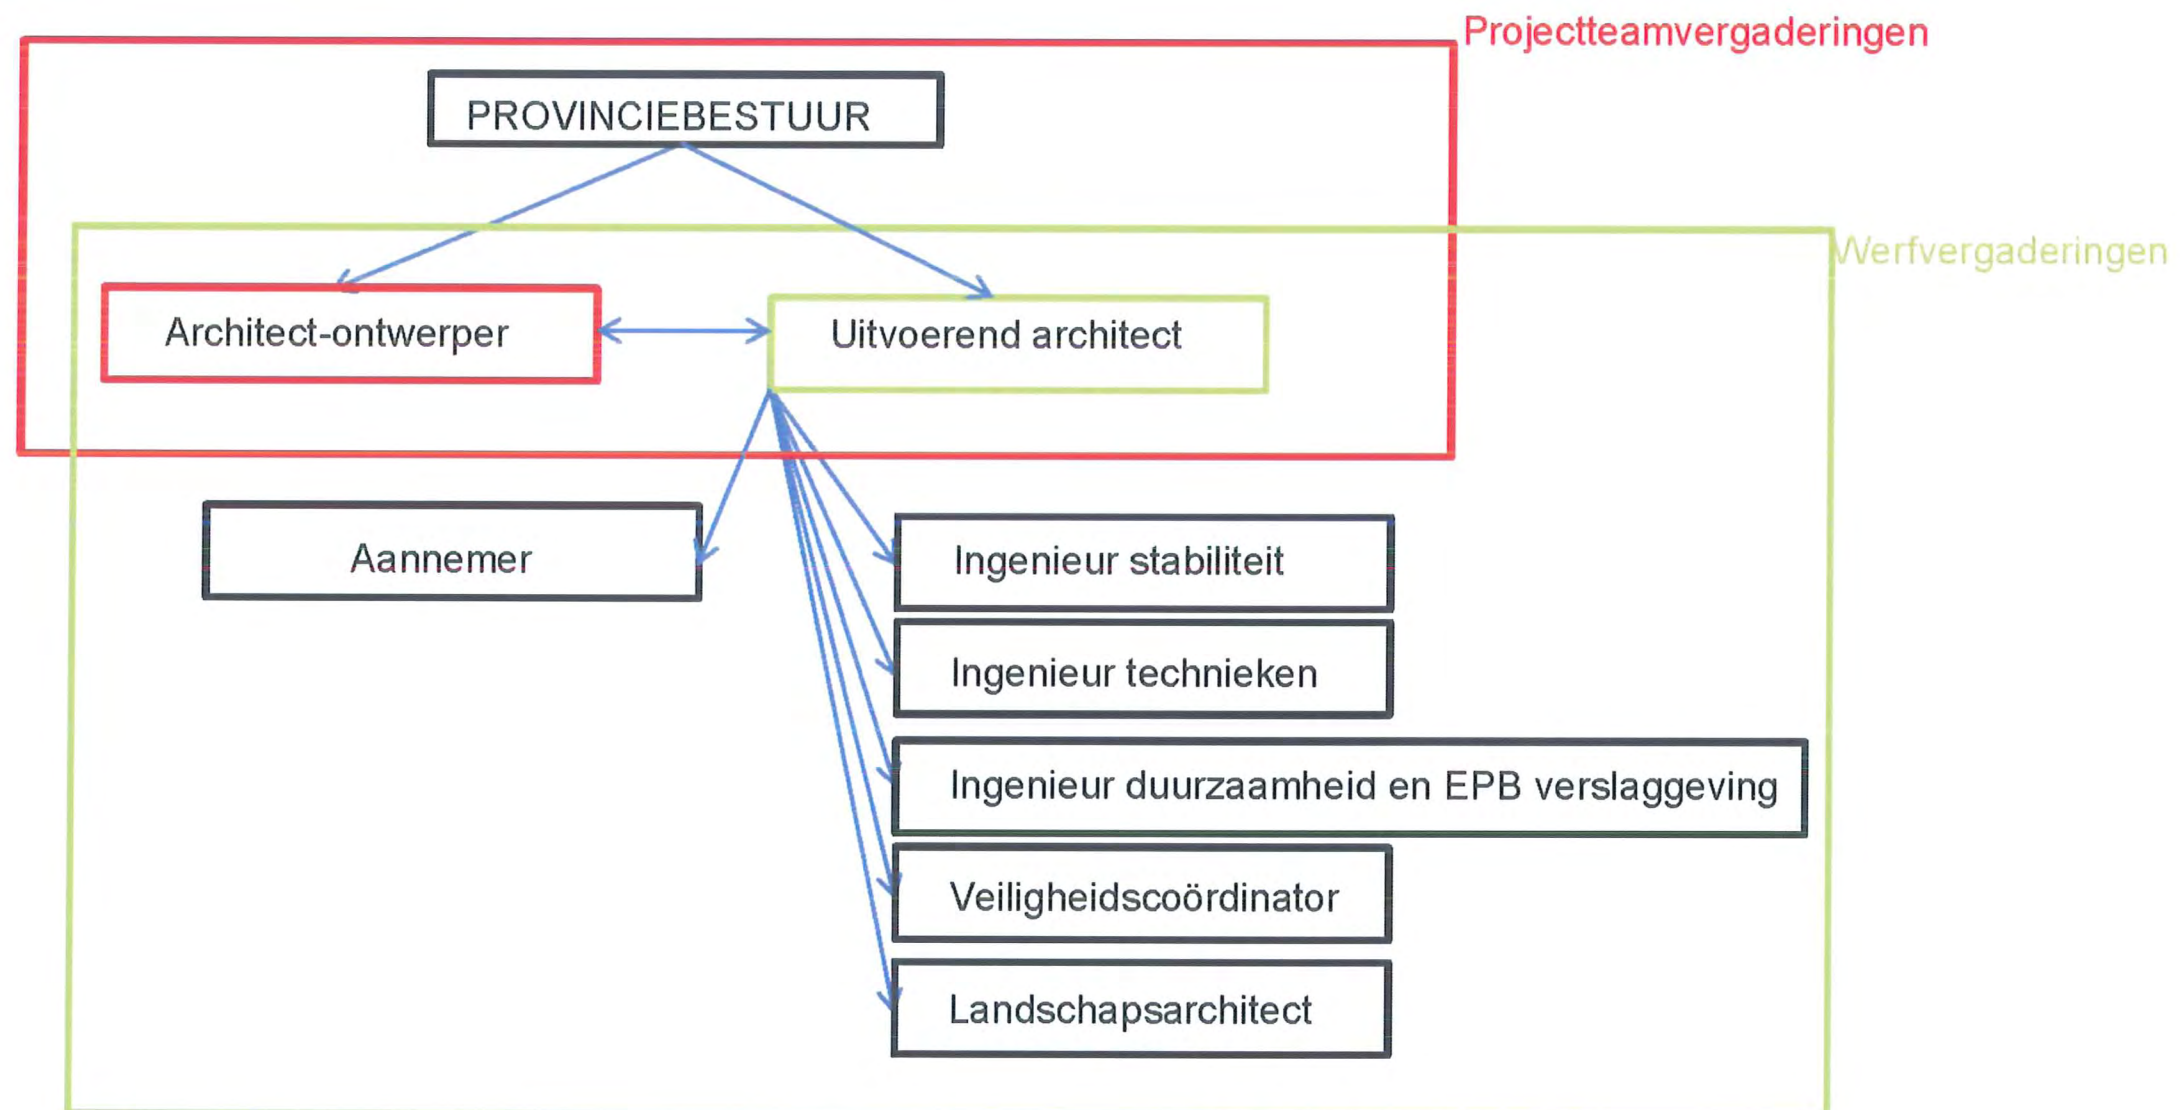 Projectteamvergaderingen
PROVINCIEBESTUUR
Werfvergaderingen
Architect-ontwerper
Uitvoerend architect
Aannemer
Ingenieur stabiliteit
Ingenieur technieken
Ingenieur duurzaamheid en EPB verslaggeving
Veiligheidscoördinator
Landschapsarchitect